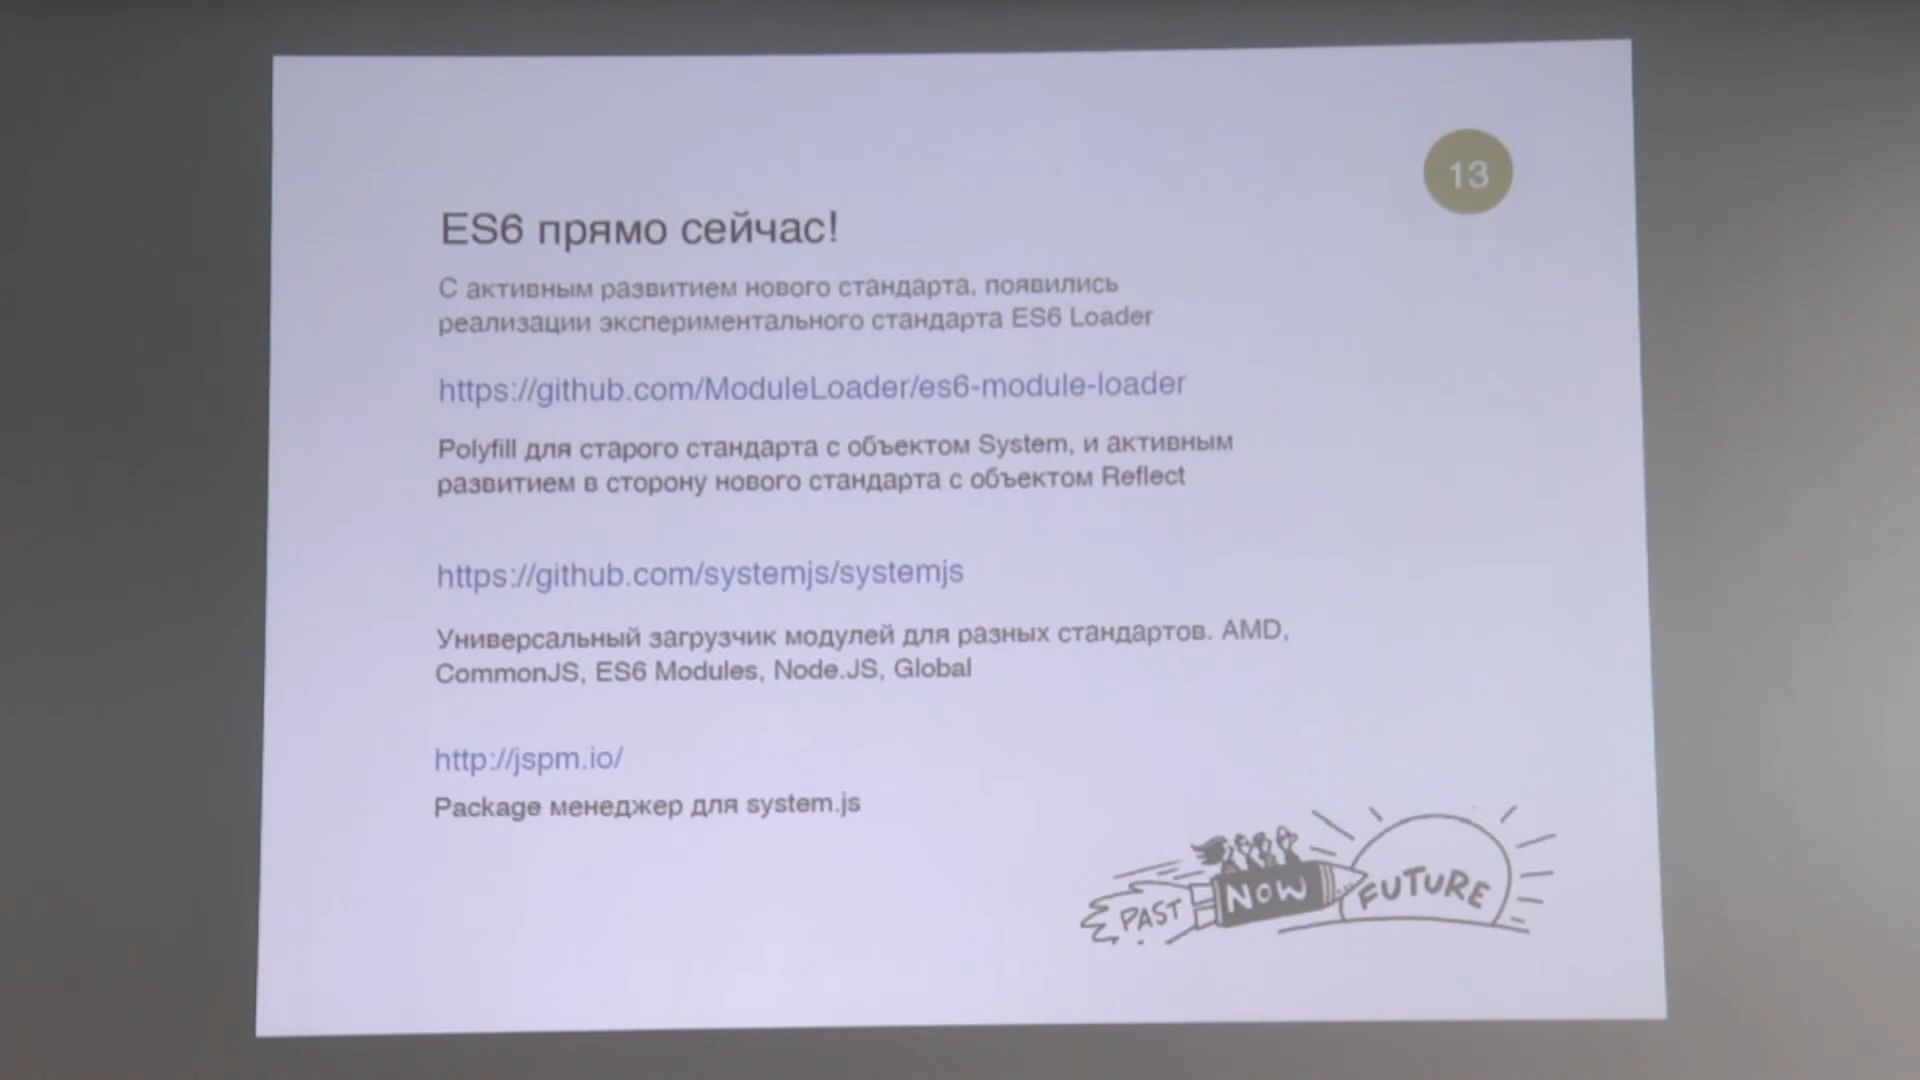 13
ES6 прямо сейчас!
С активным развитием нового стандарта, появились
реализации экспериментального стандарта ES6 Loader
https://github.com/ModuleLoader/es6-module-loader
Polyfill для старого стандарта с объектом System, и активным
развитием в сторону нового стандарта с объектом Reflect
https://github.com/systemjs/systemjs
Универсальный загрузчик модулей для разных стандартов. AMD,
CommonJS, ES6 Modules, Node.JS, Global
http://jspm.io/
Package менеджер для system.js
PAST NOW FUTURE